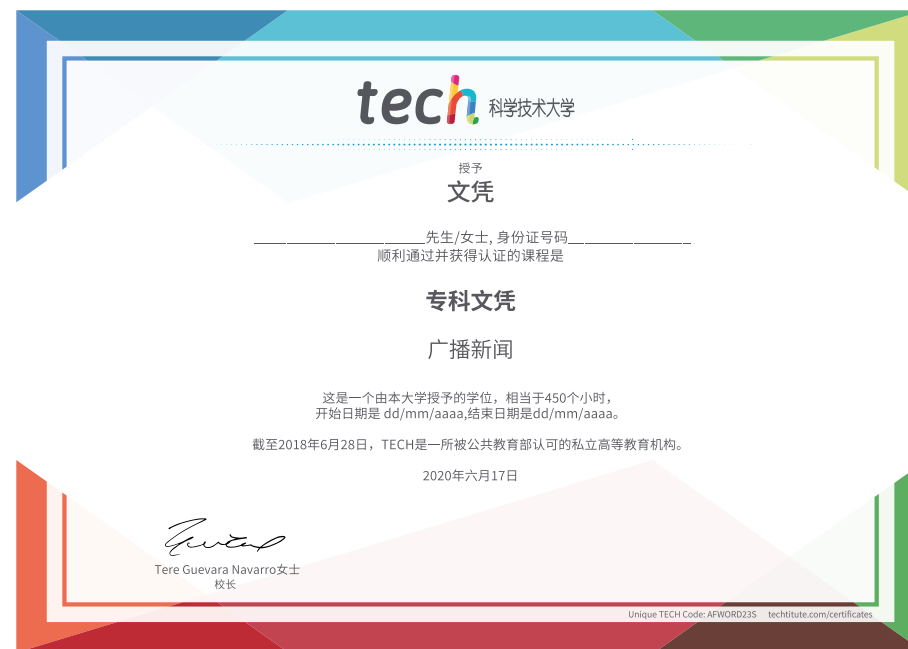 tech 科学技术大学
授予
文凭
______________________先生/女士, 身份证号码________________
顺利通过并获得认证的课程是
专科文凭
广播新闻
这是一个由本大学授予的学位，相当于450个小时，
开始日期是 dd/mm/aaaa,结束日期是dd/mm/aaaa。
截至2018年6月28日，TECH是一所被公共教育部认可的私立高等教育机构。
2020年六月17日
Tere Guevara Navarro女士
校长
Unique TECH Code: AFWORD23S techtitute.com/certificates